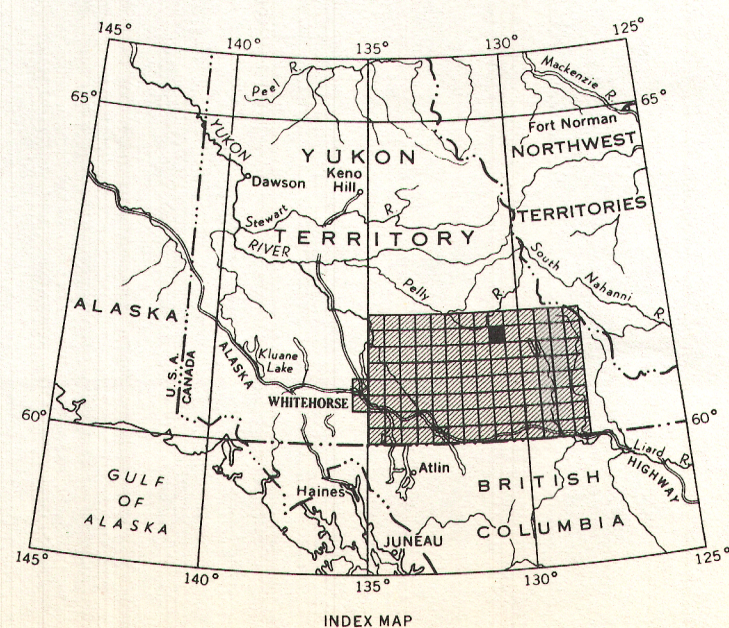 145°
140°
135°
130°
125°
Mackenzie R.
65°
Peel R.
65°
Fort Norman
YUKON
YUKON
NORTHWEST
Keno
Hill
Dawson
TERRITORIES
Stewart R.
TERRITORY
RIVER
South Nahanni R.
Pelly R.
ALASKA
ALASKA
Kluane
Lake
U.S.A.
CANADA
WHITEHORSE
60°
60°
Liard R.
HIGHWAY
Atlin
BRITISH
GULF
OF
ALASKA
Haines
COLUMBIA
JUNEAU
145°
140°
135°
130°
125°
INDEX MAP